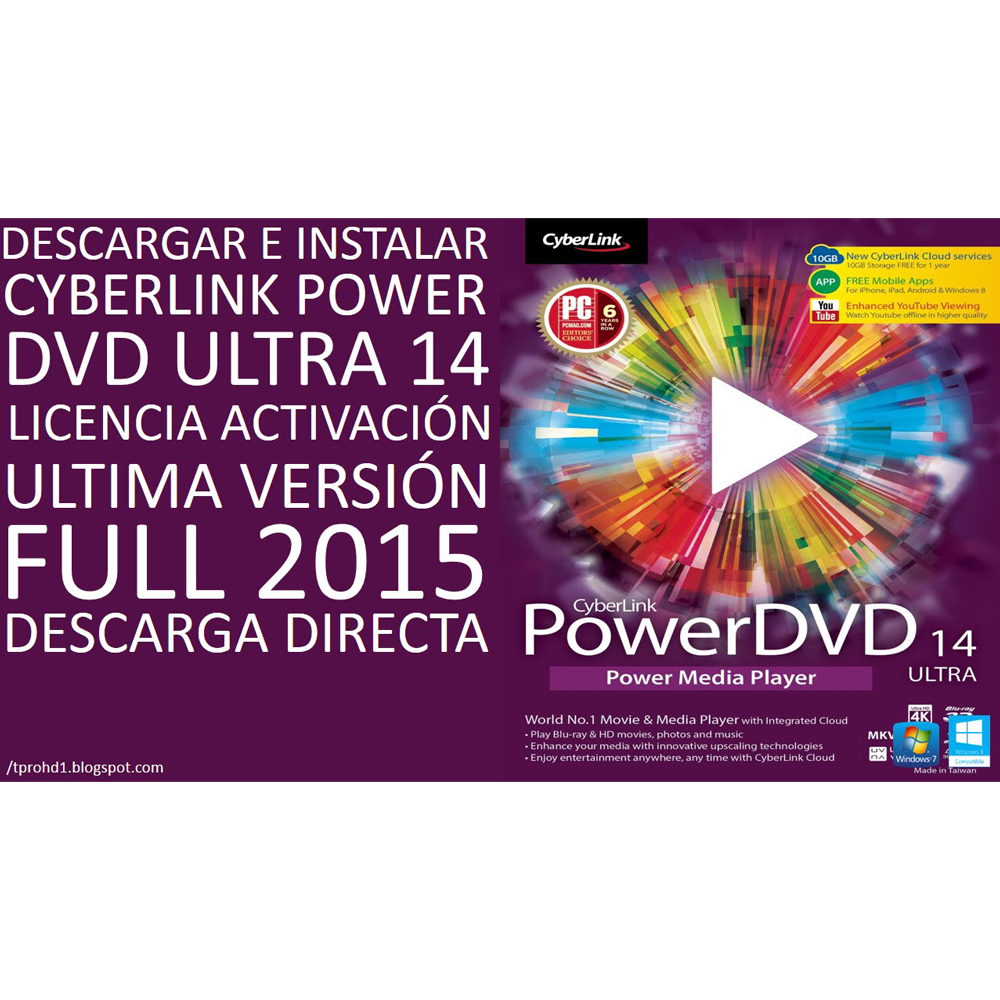 DESCARGAR E INSTALAR
CYBERLINK POWER
DVD ULTRA 14
LICENCIA ACTIVACIÓN
ULTIMA VERSIÓN
FULL 2015
DESCARGA DIRECTA
/tprohd1.blogspot.com
CyberLink
10GB
New CyberLink Cloud services
10GB Storage FREE for 1 year
APP
FREE Mobile Apps
For iPhone, iPad, Android & Windows 8
You
Tube
Enhanced YouTube Viewing
Watch Youtube offline in higher quality
PC
PCMAG.COM
EDITORS'
CHOICE
6
YEARS
IN A
ROW
CyberLink
PowerDVD 14
ULTRA
Power Media Player
World No.1 Movie & Media Player with Integrated Cloud
• Play Blu-ray & HD movies, photos and music
• Enhance your media with innovative upscaling technologies
• Enjoy entertainment anywhere, any time with CyberLink Cloud
Ultra HD
4K
Blu-ray
MKV
Windows 7
Windows 8
Compatible
Made in Taiwan